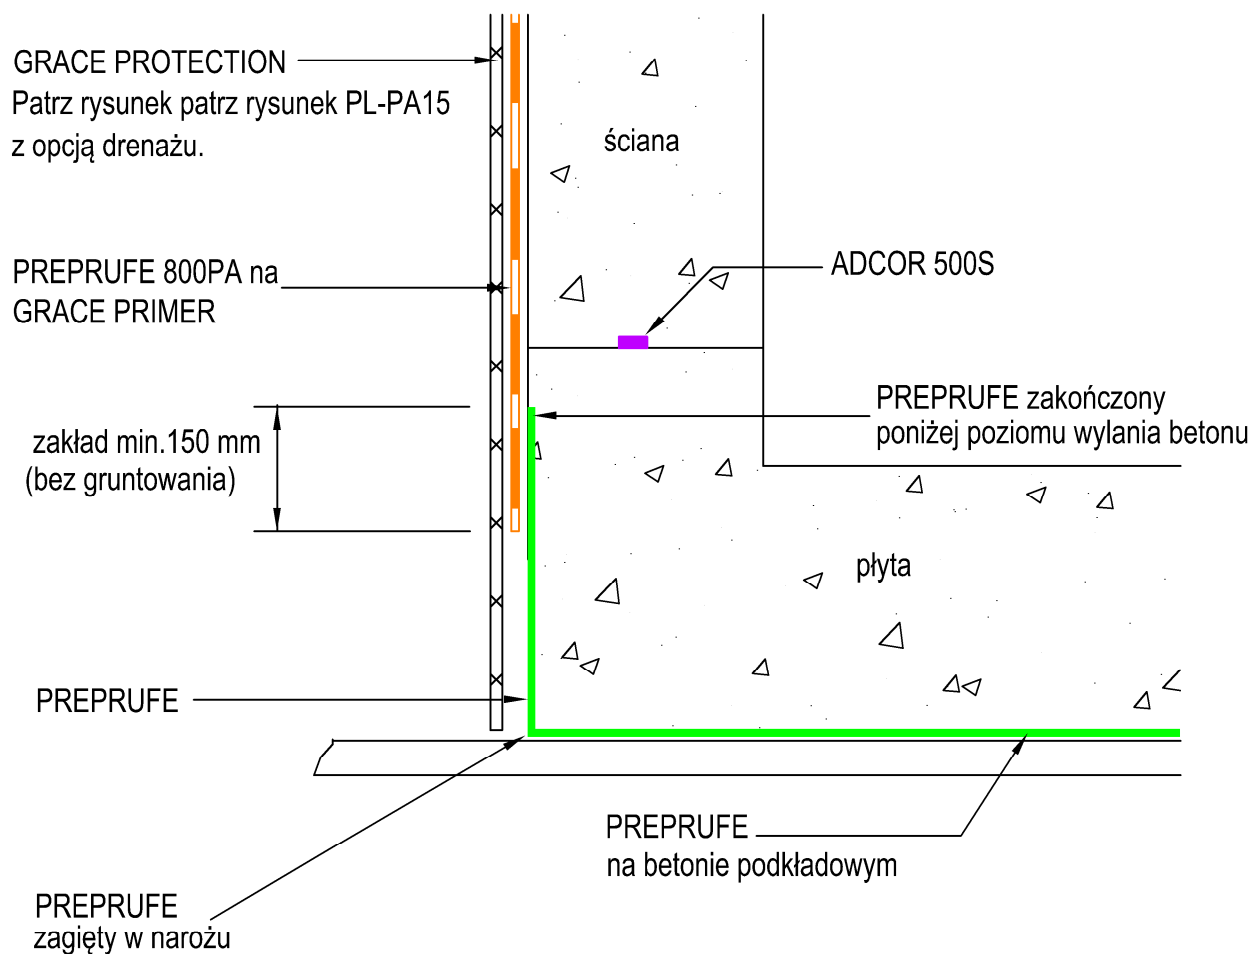 GRACE PROTECTION
Patrz rysunek patrz rysunek PL-PA15
z opcją drenażu.
ściana
PREPRUFE 800PA na
GRACE PRIMER
ADCOR 500S
PREPRUFE zakończony
poniżej poziomu wylania betonu
zakład min.150 mm
(bez gruntowania)
płyta
PREPRUFE
PREPRUFE
na betonie podkładowym
PREPRUFE
zagięty w narożu